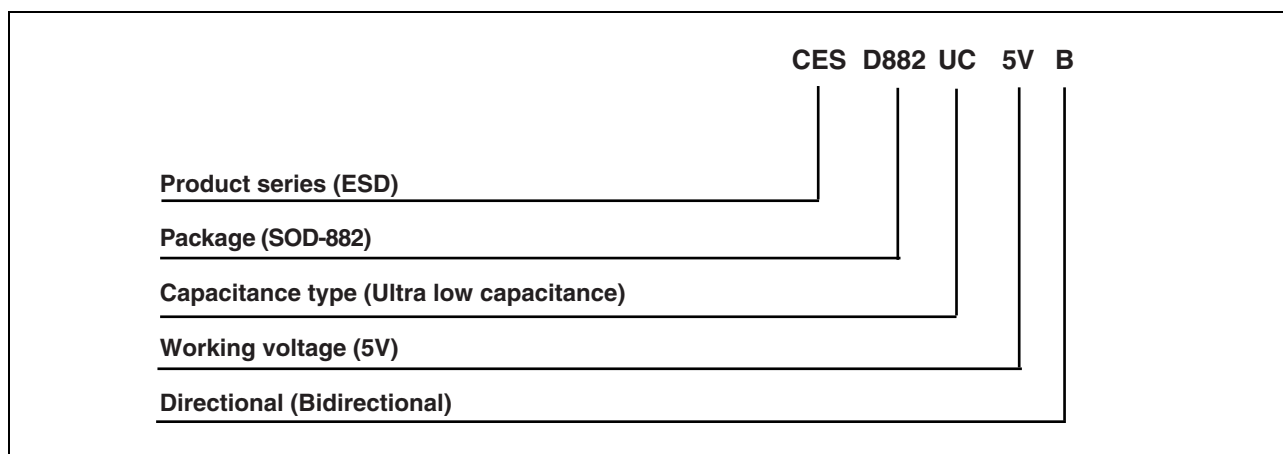 CES D882 UC 5V B
Product series (ESD)
Package (SOD-882)
Capacitance type (Ultra low capacitance)
Working voltage (5V)
Directional (Bidirectional)